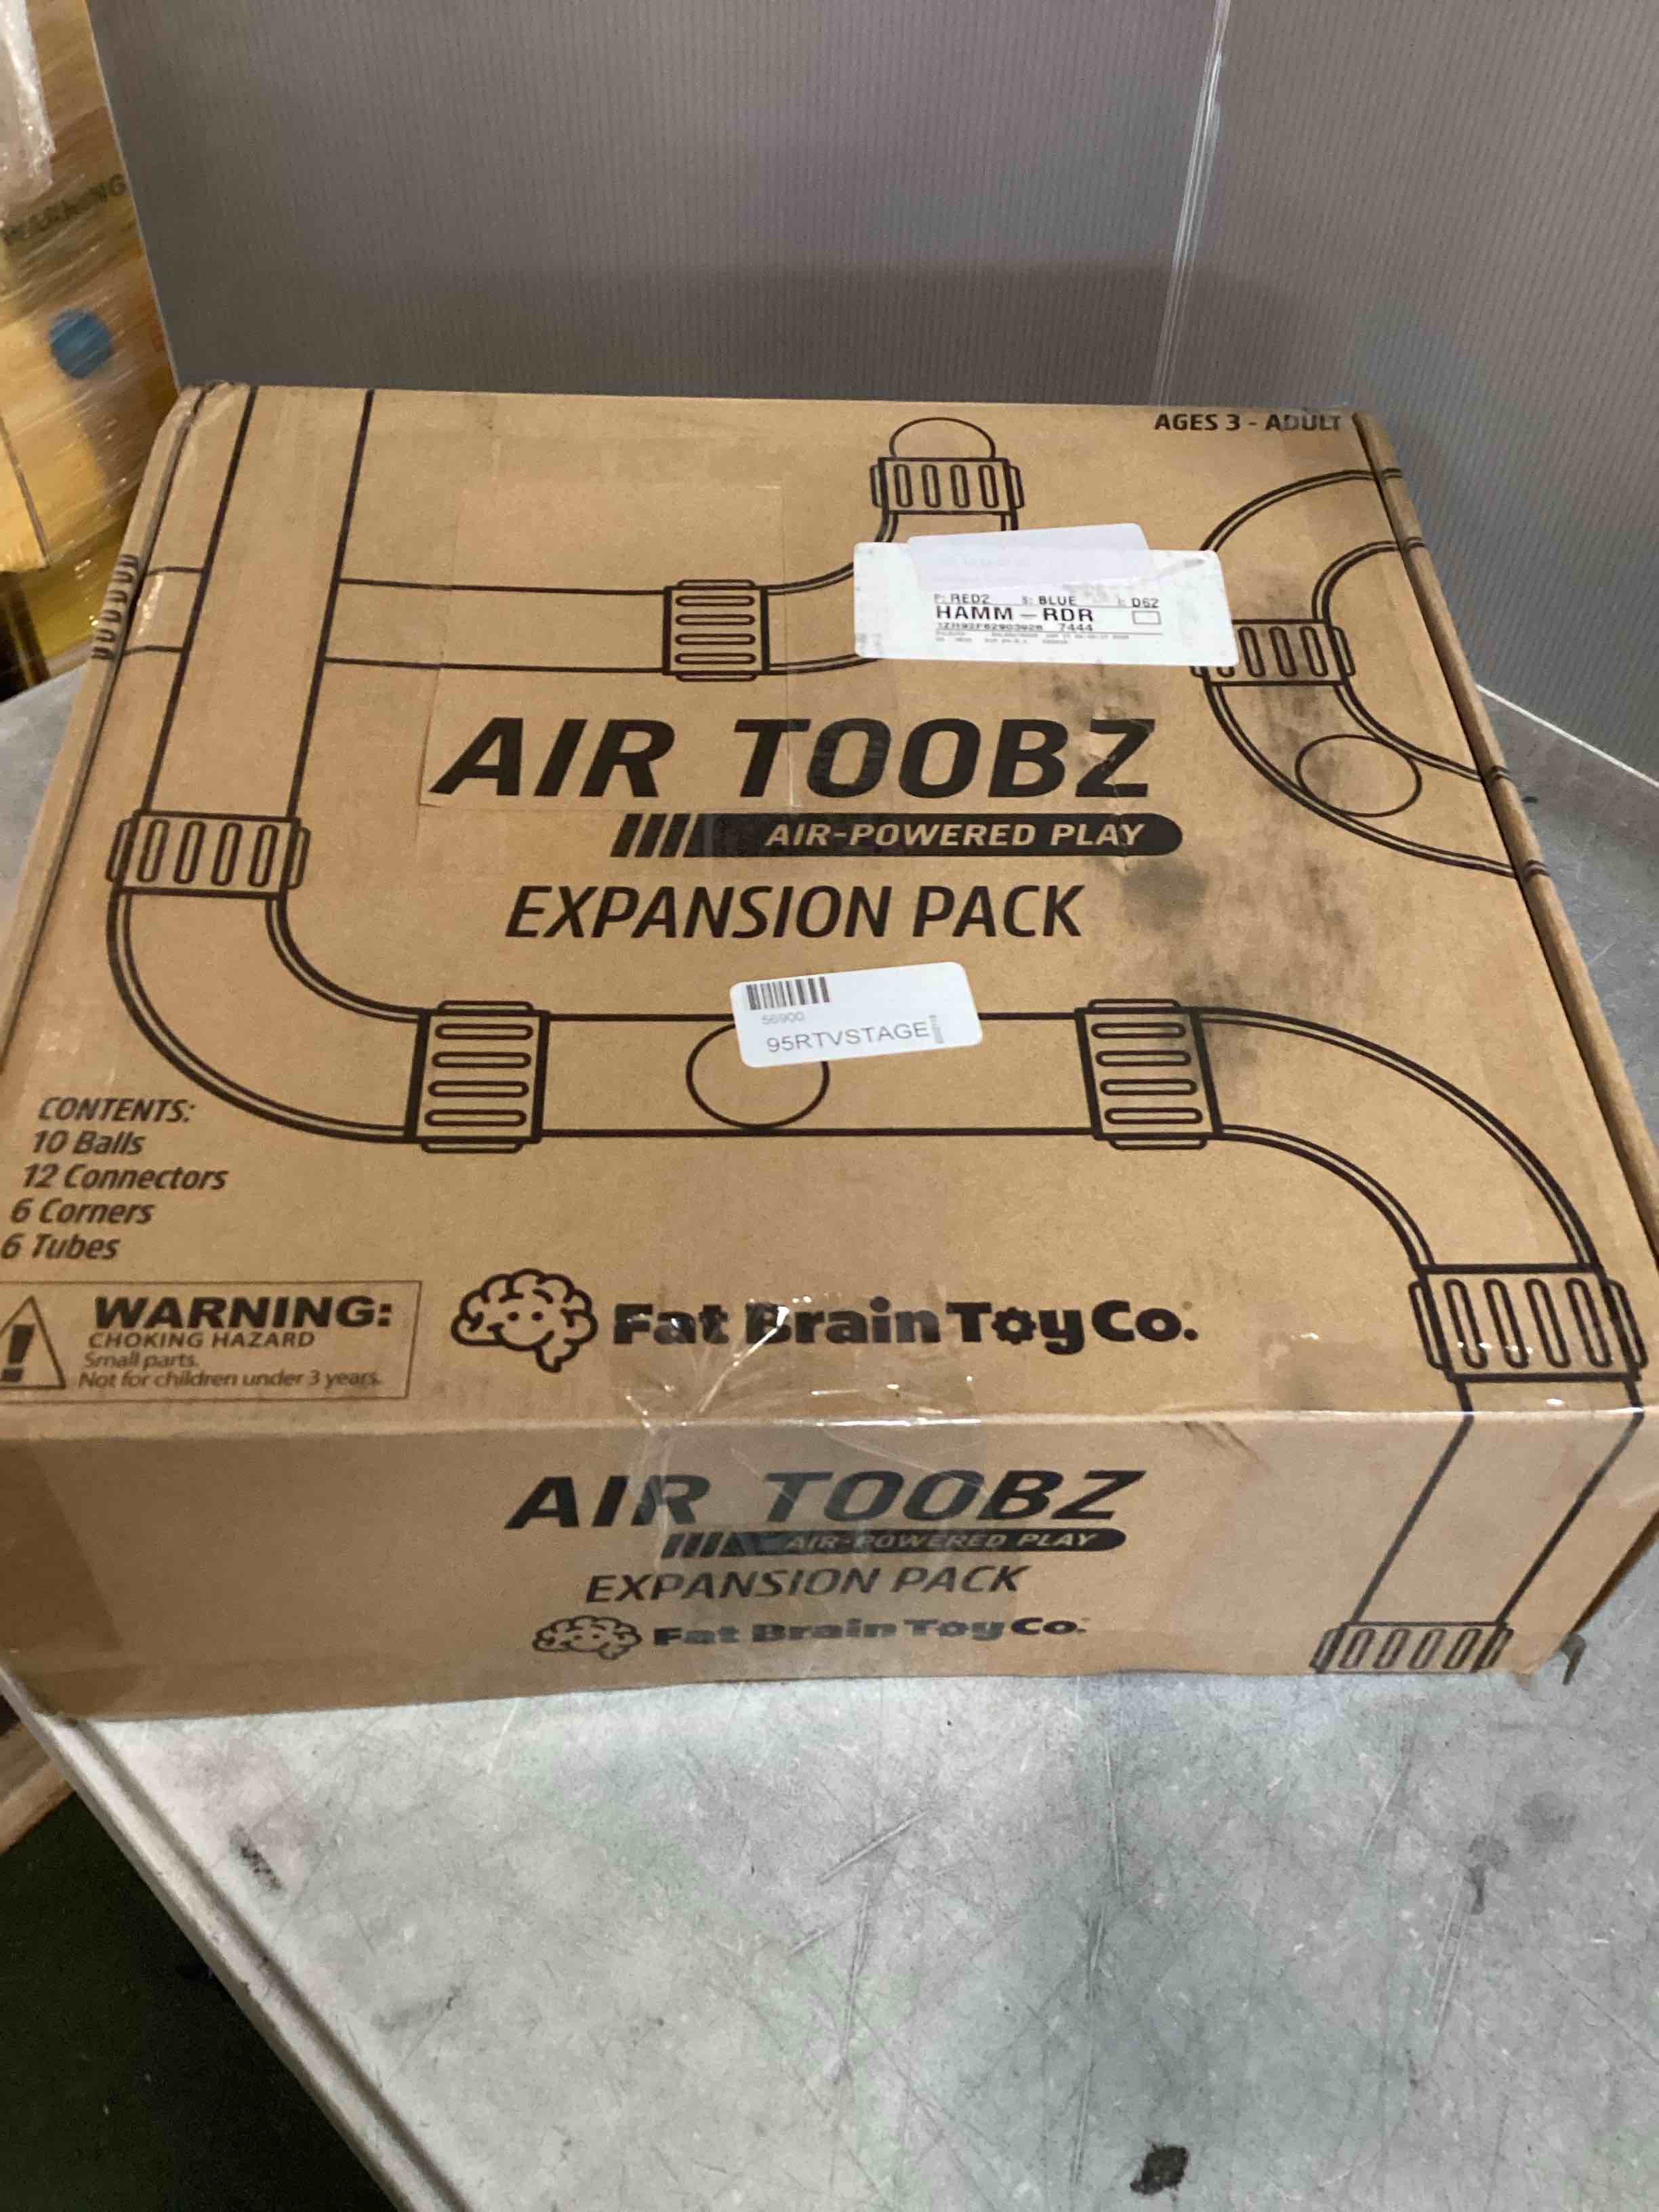 AGES 3 - ADULT
P: RED2 S: BLUE I: D62
HAMM – RDR
7444
AIR TOOBZ
AIR-POWERED PLAY
EXPANSION PACK
56900
95RTVSTAGE
CONTENTS:
10 Balls
12 Connectors
6 Corners
6 Tubes
WARNING:
CHOKING HAZARD
Small parts.
Not for children under 3 years.
Fat Brain Toy Co.
AIR TOOBZ
AIR-POWERED PLAY
EXPANSION PACK
Fat Brain Toy Co.